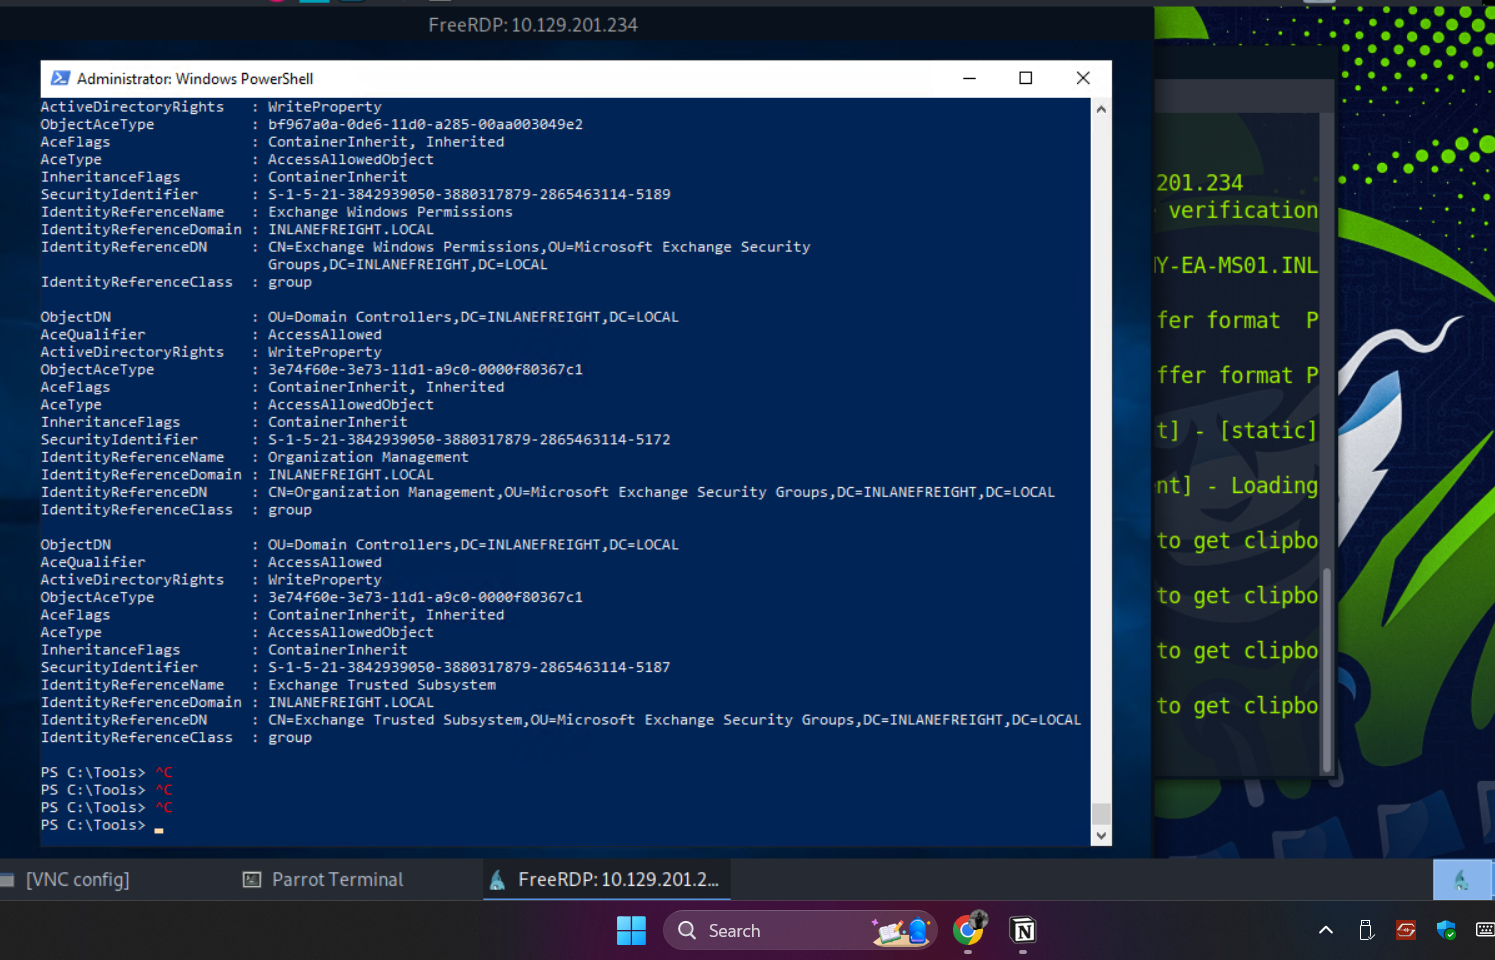 FreeRDP: 10.129.201.234
Administrator: Windows PowerShell
ActiveDirectoryRights : WriteProperty
ObjectAceType : bf967a0a-0de6-11d0-a285-00aa003049e2
AceFlags : ContainerInherit, Inherited
AceType : AccessAllowedObject
InheritanceFlags : ContainerInherit
SecurityIdentifier : S-1-5-21-3842939050-3880317879-2865463114-5189
IdentityReferenceName : Exchange Windows Permissions
IdentityReferenceDomain : INLANEFREIGHT.LOCAL
IdentityReferenceDN : CN=Exchange Windows Permissions,OU=Microsoft Exchange Security
Groups,DC=INLANEFREIGHT,DC=LOCAL
IdentityReferenceClass : group
ObjectDN : OU=Domain Controllers,DC=INLANEFREIGHT,DC=LOCAL
AceQualifier : AccessAllowed
ActiveDirectoryRights : WriteProperty
ObjectAceType : 3e74f60e-3e73-11d1-a9c0-0000f80367c1
AceFlags : ContainerInherit, Inherited
AceType : AccessAllowedObject
InheritanceFlags : ContainerInherit
SecurityIdentifier : S-1-5-21-3842939050-3880317879-2865463114-5172
IdentityReferenceName : Organization Management
IdentityReferenceDomain : INLANEFREIGHT.LOCAL
IdentityReferenceDN : CN=Organization Management,OU=Microsoft Exchange Security Groups,DC=INLANEFREIGHT,DC=LOCAL
IdentityReferenceClass : group
ObjectDN : OU=Domain Controllers,DC=INLANEFREIGHT,DC=LOCAL
AceQualifier : AccessAllowed
ActiveDirectoryRights : WriteProperty
ObjectAceType : 3e74f60e-3e73-11d1-a9c0-0000f80367c1
AceFlags : ContainerInherit, Inherited
AceType : AccessAllowedObject
InheritanceFlags : ContainerInherit
SecurityIdentifier : S-1-5-21-3842939050-3880317879-2865463114-5187
IdentityReferenceName : Exchange Trusted Subsystem
IdentityReferenceDomain : INLANEFREIGHT.LOCAL
IdentityReferenceDN : CN=Exchange Trusted Subsystem,OU=Microsoft Exchange Security Groups,DC=INLANEFREIGHT,DC=LOCAL
IdentityReferenceClass : group
PS C:\Tools> ^C
PS C:\Tools> ^C
PS C:\Tools> ^C
PS C:\Tools>
201.234
verification
Y-EA-MS01.INL
fer format P
ffer format P
t] - [static]
nt] - Loading
to get clipbo
to get clipbo
to get clipbo
to get clipbo
[VNC config]
Parrot Terminal
FreeRDP: 10.129.201.2...
Search